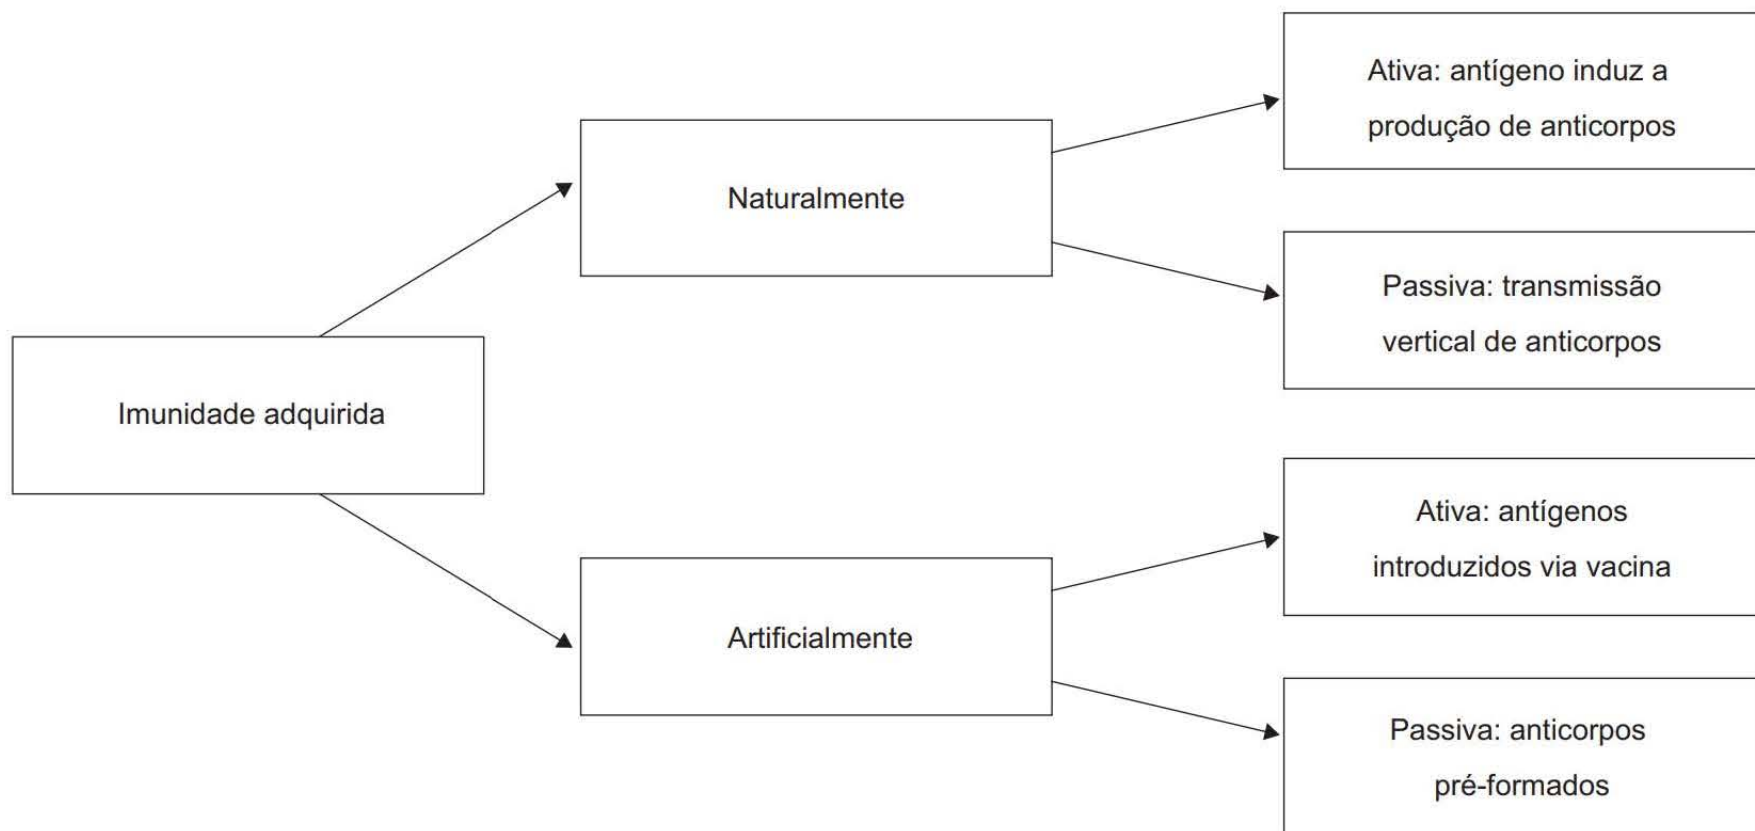 Imunidade adquirida
Naturalmente
Ativa: antígeno induz a
produção de anticorpos
Passiva: transmissão
vertical de anticorpos
Artificialmente
Ativa: antígenos
introduzidos via vacina
Passiva: anticorpos
pré-formados